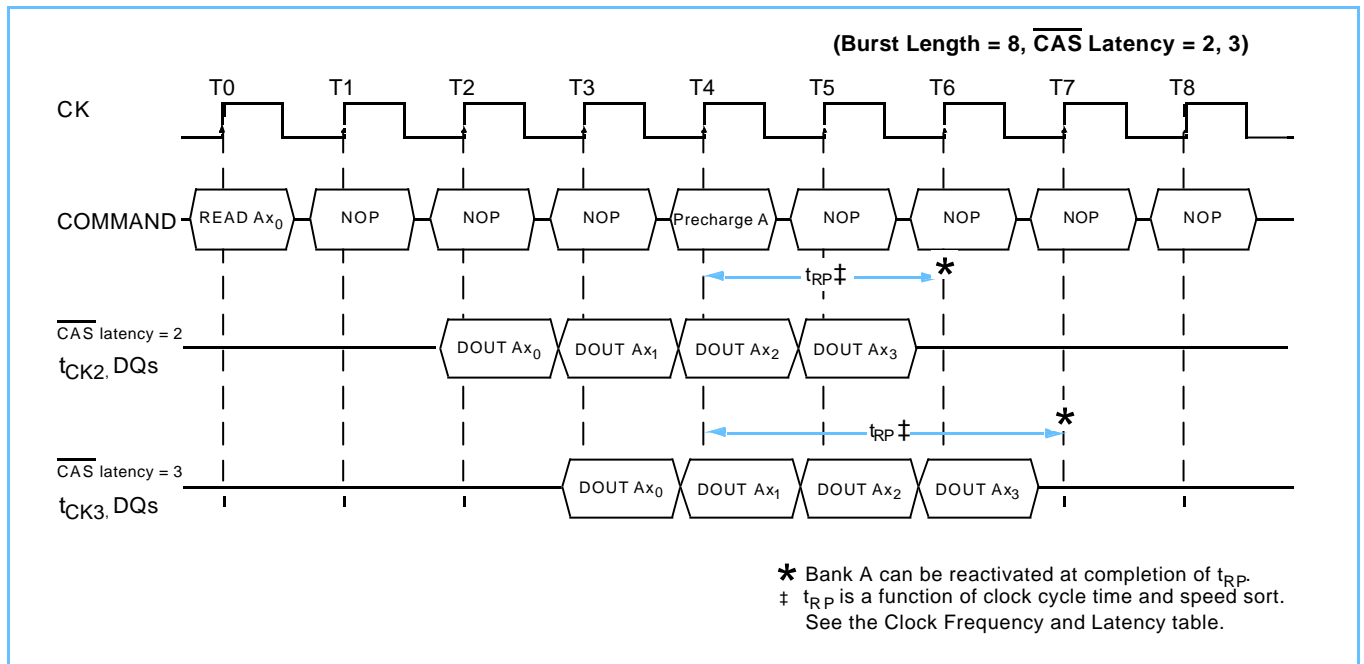 (Burst Length = 8, CAS Latency = 2, 3)
T0 T1 T2 T3 T4 T5 T6 T7 T8
CK
COMMAND READ Ax0 NOP NOP NOP Precharge A NOP NOP NOP NOP
tRP‡ *
CAS latency = 2
tCK2, DQs
DOUT Ax0 DOUT Ax1 DOUT Ax2 DOUT Ax3
tRP‡ *
CAS latency = 3
tCK3, DQs
DOUT Ax0 DOUT Ax1 DOUT Ax2 DOUT Ax3
* Bank A can be reactivated at completion of tRP.
‡ tRP is a function of clock cycle time and speed sort.
See the Clock Frequency and Latency table.